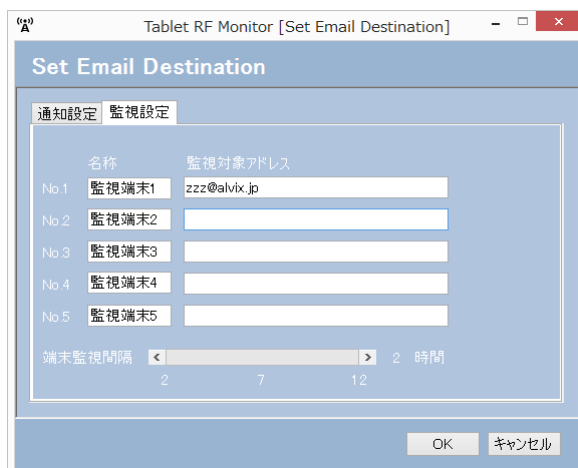 Tablet RF Monitor [Set Email Destination]
Set Email Destination
通知設定 監視設定
名称 監視対象アドレス
No.1 監視端末1 zzz@alvix.jp
No.2 監視端末2
No.3 監視端末3
No.4 監視端末4
No.5 監視端末5
端末監視間隔 2 時間
2 7 12
OK キャンセル